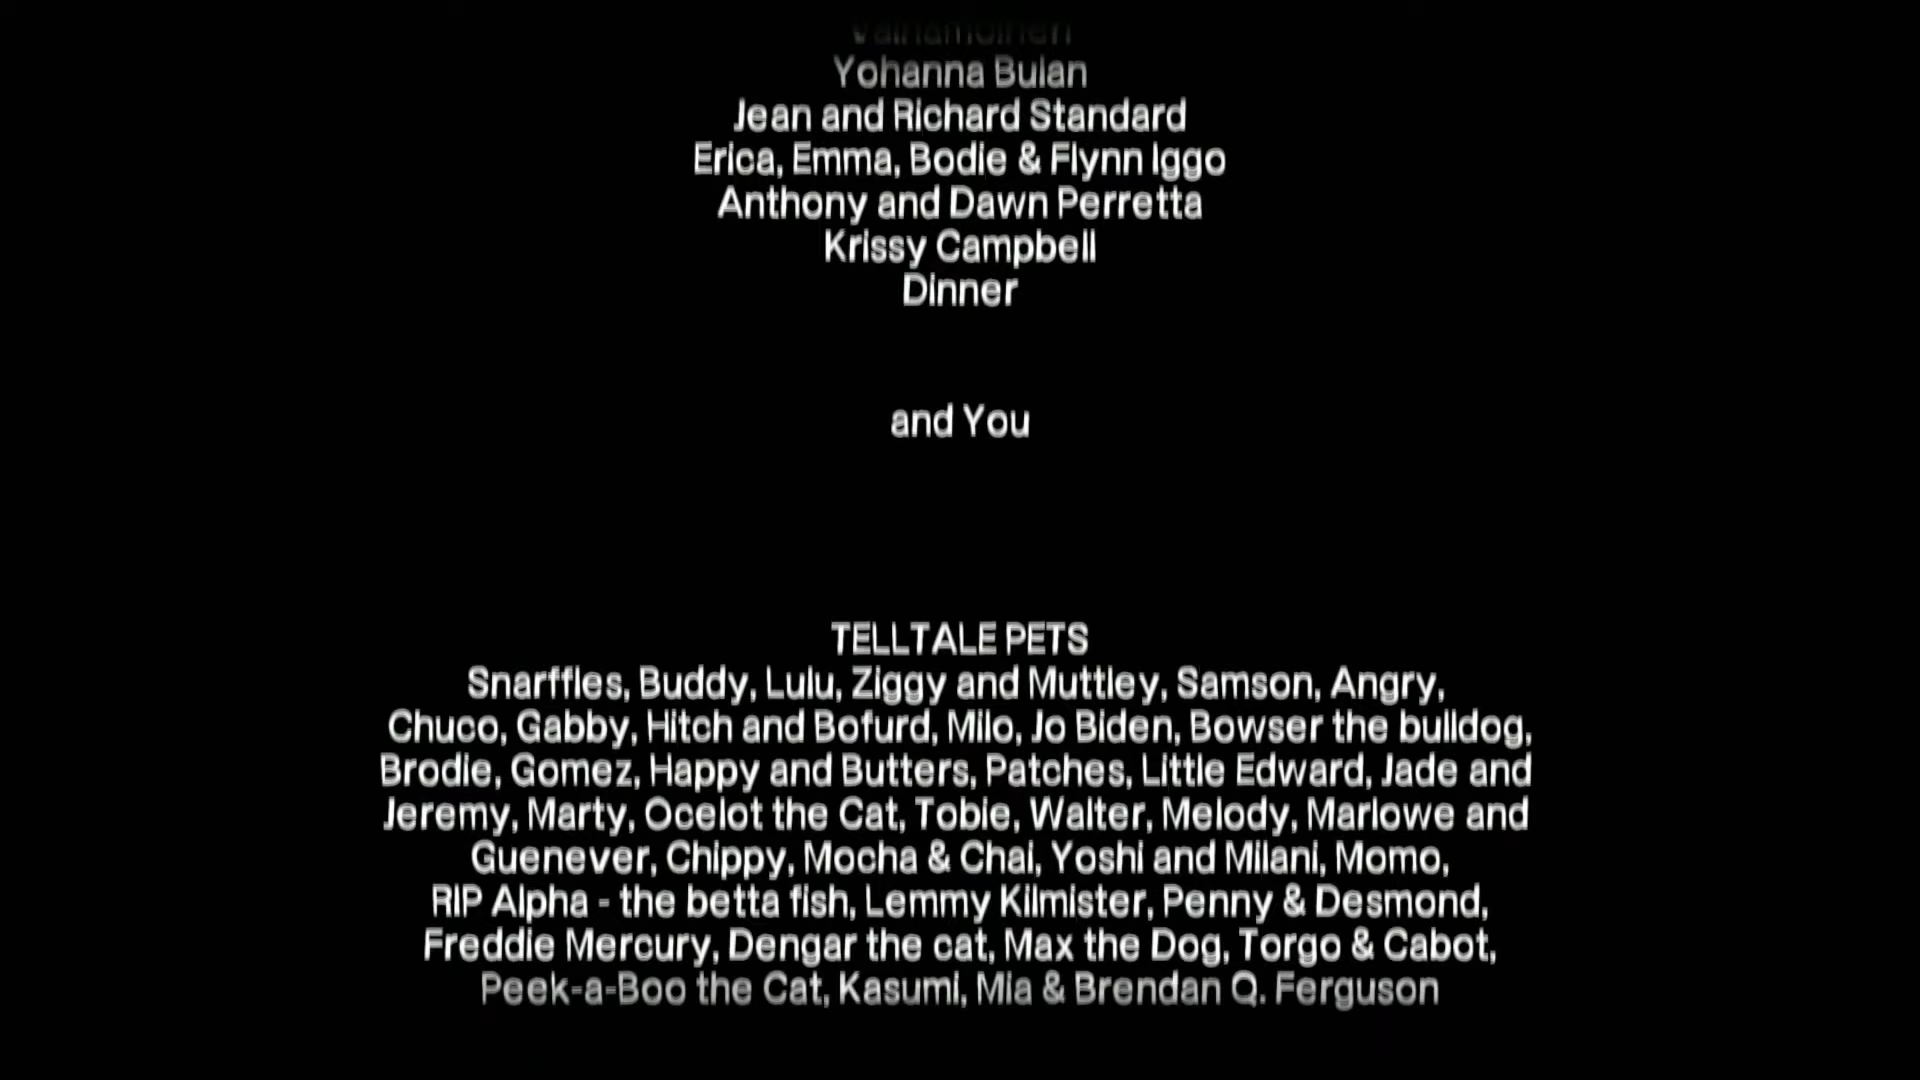 Yohanna Bulan
Jean and Richard Standard
Erica, Emma, Bodie & Flynn Iggo
Anthony and Dawn Perretta
Krissy Campbell
Dinner
and You
TELLTALE PETS
Snarffles, Buddy, Lulu, Ziggy and Muttley, Samson, Angry,
Chuco, Gabby, Hitch and Bofurd, Milo, Jo Biden, Bowser the bulldog,
Brodie, Gomez, Happy and Butters, Patches, Little Edward, Jade and
Jeremy, Marty, Ocelot the Cat, Tobie, Walter, Melody, Marlowe and
Guenever, Chippy, Mocha & Chai, Yoshi and Milani, Momo,
RIP Alpha - the betta fish, Lemmy Kilmister, Penny & Desmond,
Freddie Mercury, Dengar the cat, Max the Dog, Torgo & Cabot,
Peek-a-Boo the Cat, Kasumi, Mia & Brendan Q. Ferguson